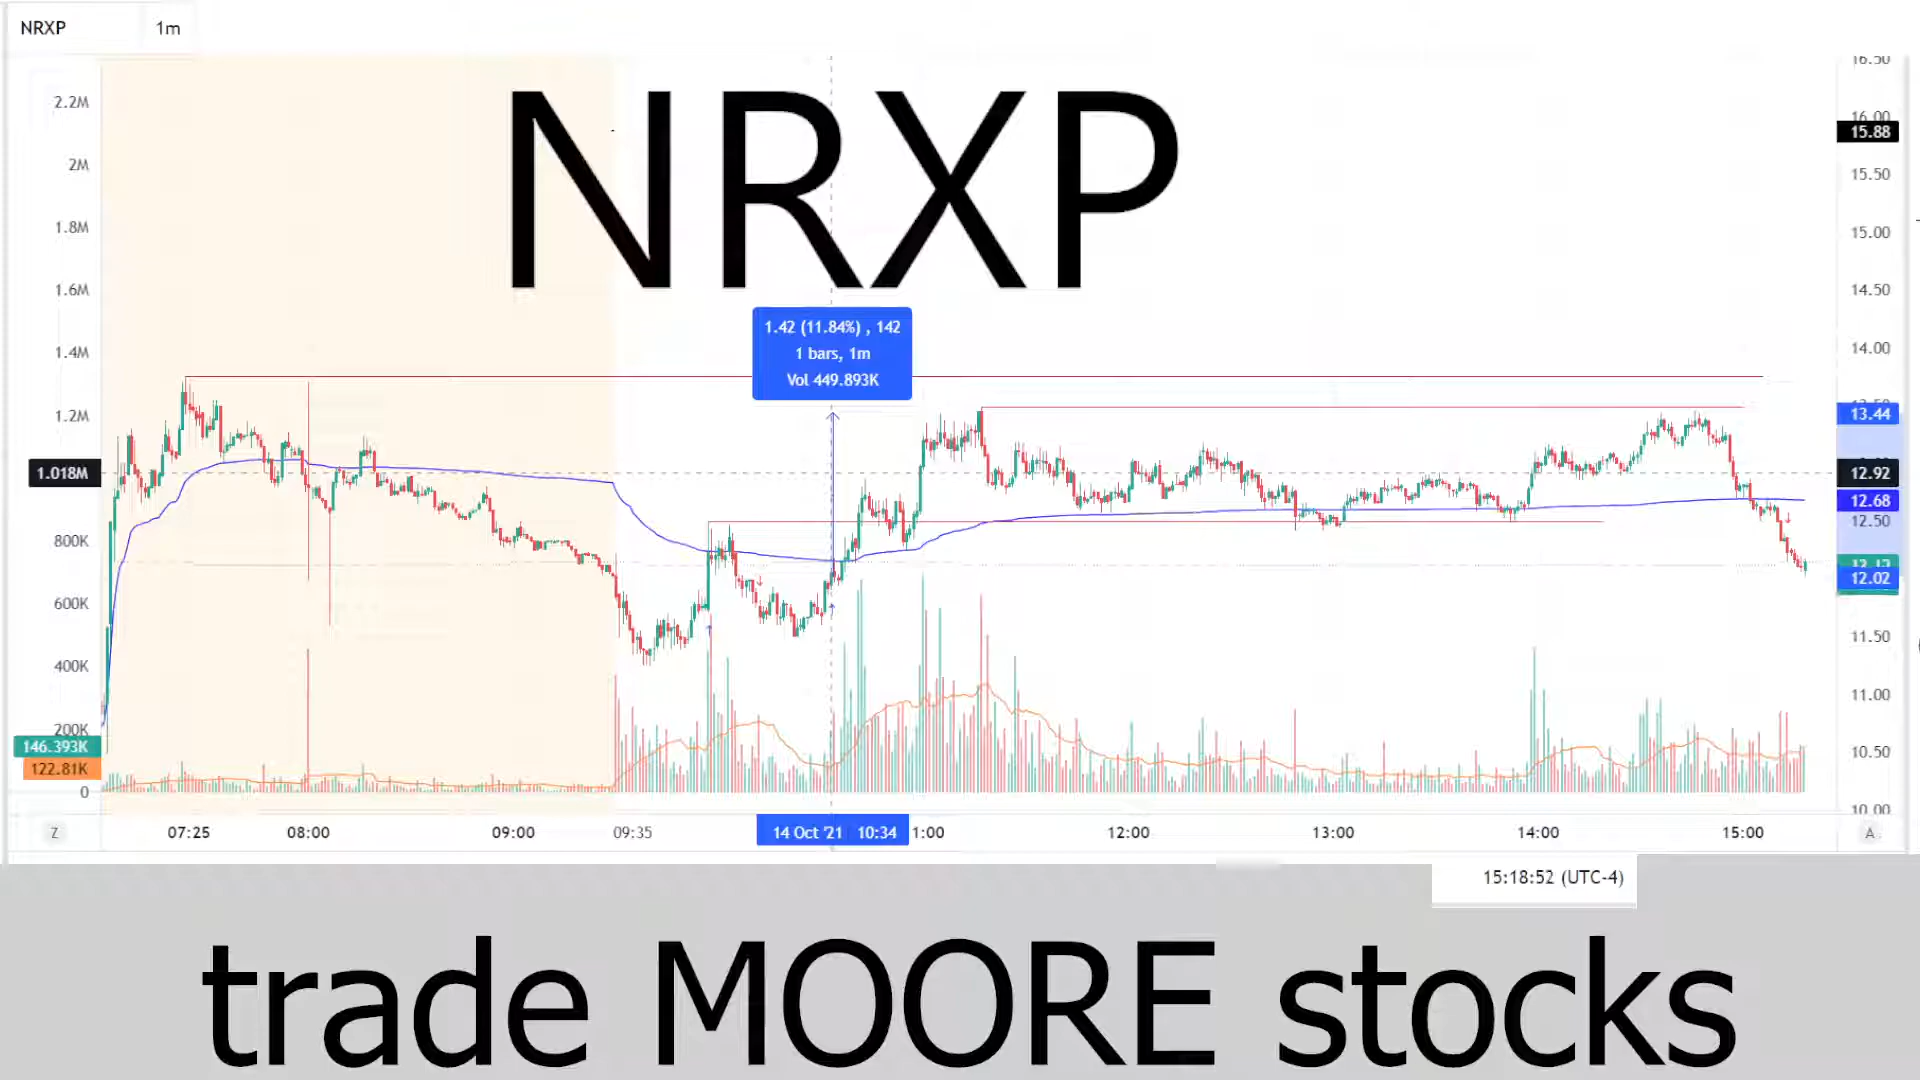 NRXP 1m
NRXP
1.42 (11.84%) , 142
1 bars, 1m
Vol 449.893K
2.2M
2M
1.8M
1.6M
1.4M
1.2M
1.018M
800K
600K
400K
200K
146.393K
122.81K
0
16.50
16.00
15.88
15.50
15.00
14.50
14.00
13.44
12.92
12.68
12.50
12.02
11.50
11.00
10.50
10.00
Z 07:25 08:00 09:00 09:35 14 Oct '21 10:34 1:00 12:00 13:00 14:00 15:00 A
15:18:52 (UTC-4)
trade MOORE stocks